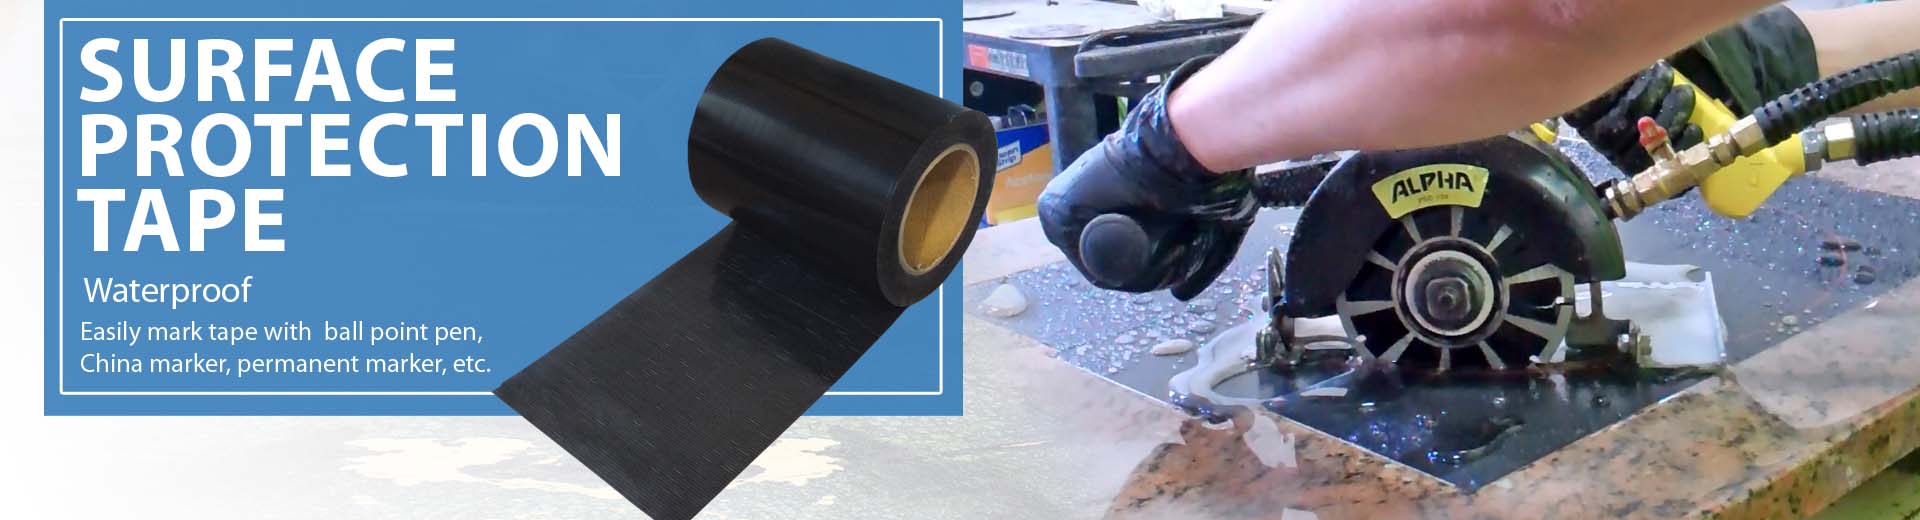 SURFACE
PROTECTION
TAPE
Waterproof
Easily mark tape with  ball point pen,
China marker, permanent marker, etc.
ALPHA